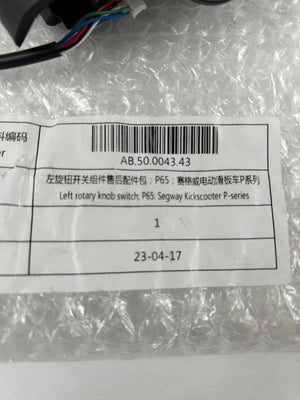 料编码
er
AB.50.0043.43
左旋钮开关组件售后配件包；P65；赛格威电动滑板车P系列
Left rotary knob switch; P65; Segway Kickscooter P-series
1
23-04-17